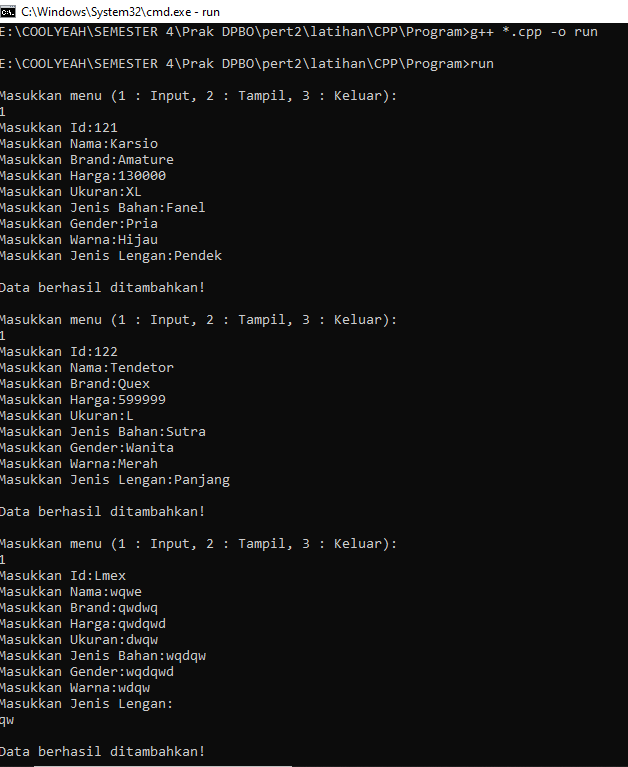 C:\Windows\System32\cmd.exe - run
E:\COOLYEAH\SEMESTER 4\Prak DPBO\pert2\latihan\CPP\Program>g++ *.cpp -o run
E:\COOLYEAH\SEMESTER 4\Prak DPBO\pert2\latihan\CPP\Program>run
Masukkan menu (1 : Input, 2 : Tampil, 3 : Keluar):
1
Masukkan Id:121
Masukkan Nama:Karsio
Masukkan Brand:Amature
Masukkan Harga:130000
Masukkan Ukuran:XL
Masukkan Jenis Bahan:Fanel
Masukkan Gender:Pria
Masukkan Warna:Hijau
Masukkan Jenis Lengan:Pendek
Data berhasil ditambahkan!
Masukkan menu (1 : Input, 2 : Tampil, 3 : Keluar):
1
Masukkan Id:122
Masukkan Nama:Tendetor
Masukkan Brand:Quex
Masukkan Harga:599999
Masukkan Ukuran:L
Masukkan Jenis Bahan:Sutra
Masukkan Gender:Wanita
Masukkan Warna:Merah
Masukkan Jenis Lengan:Panjang
Data berhasil ditambahkan!
Masukkan menu (1 : Input, 2 : Tampil, 3 : Keluar):
1
Masukkan Id:Lmex
Masukkan Nama:wqwe
Masukkan Brand:qwdwq
Masukkan Harga:qwdqwd
Masukkan Ukuran:dwqw
Masukkan Jenis Bahan:wqdqw
Masukkan Gender:wqdqwd
Masukkan Warna:wdqw
Masukkan Jenis Lengan:
qw
Data berhasil ditambahkan!